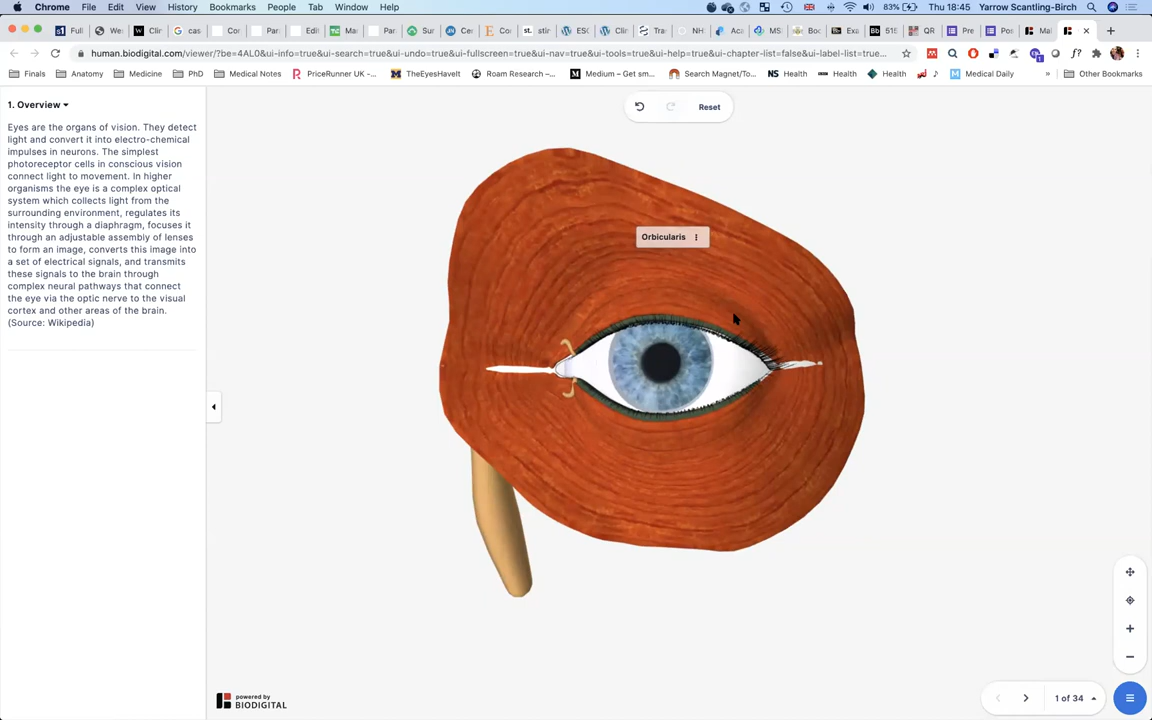 Chrome File Edit View History Bookmarks People Tab Window Help 83% Thu 18:45 Yarrow Scantling-Birch
human.biodigital.com/viewer/?be=4AL0&ui-info=true&ui-search=true&ui-undo=true&ui-fullscreen=true&ui-nav=true&ui-tools=true&ui-help=true&ui-chapter-list=false&ui-label-list=true...
Finals Anatomy Medicine PhD Medical Notes PriceRunner UK -... TheEyesHaveIt Roam Research –... Medium – Get sm... Search Magnet/To... NS Health Health Health Medical Daily » Other Bookmarks
1. Overview
Eyes are the organs of vision. They detect
light and convert it into electro-chemical
impulses in neurons. The simplest
photoreceptor cells in conscious vision
connect light to movement. In higher
organisms the eye is a complex optical
system which collects light from the
surrounding environment, regulates its
intensity through a diaphragm, focuses it
through an adjustable assembly of lenses
to form an image, converts this image into
a set of electrical signals, and transmits
these signals to the brain through
complex neural pathways that connect
the eye via the optic nerve to the visual
cortex and other areas of the brain.
(Source: Wikipedia)
Reset
Orbicularis
powered by
BIODIGITAL
1 of 34